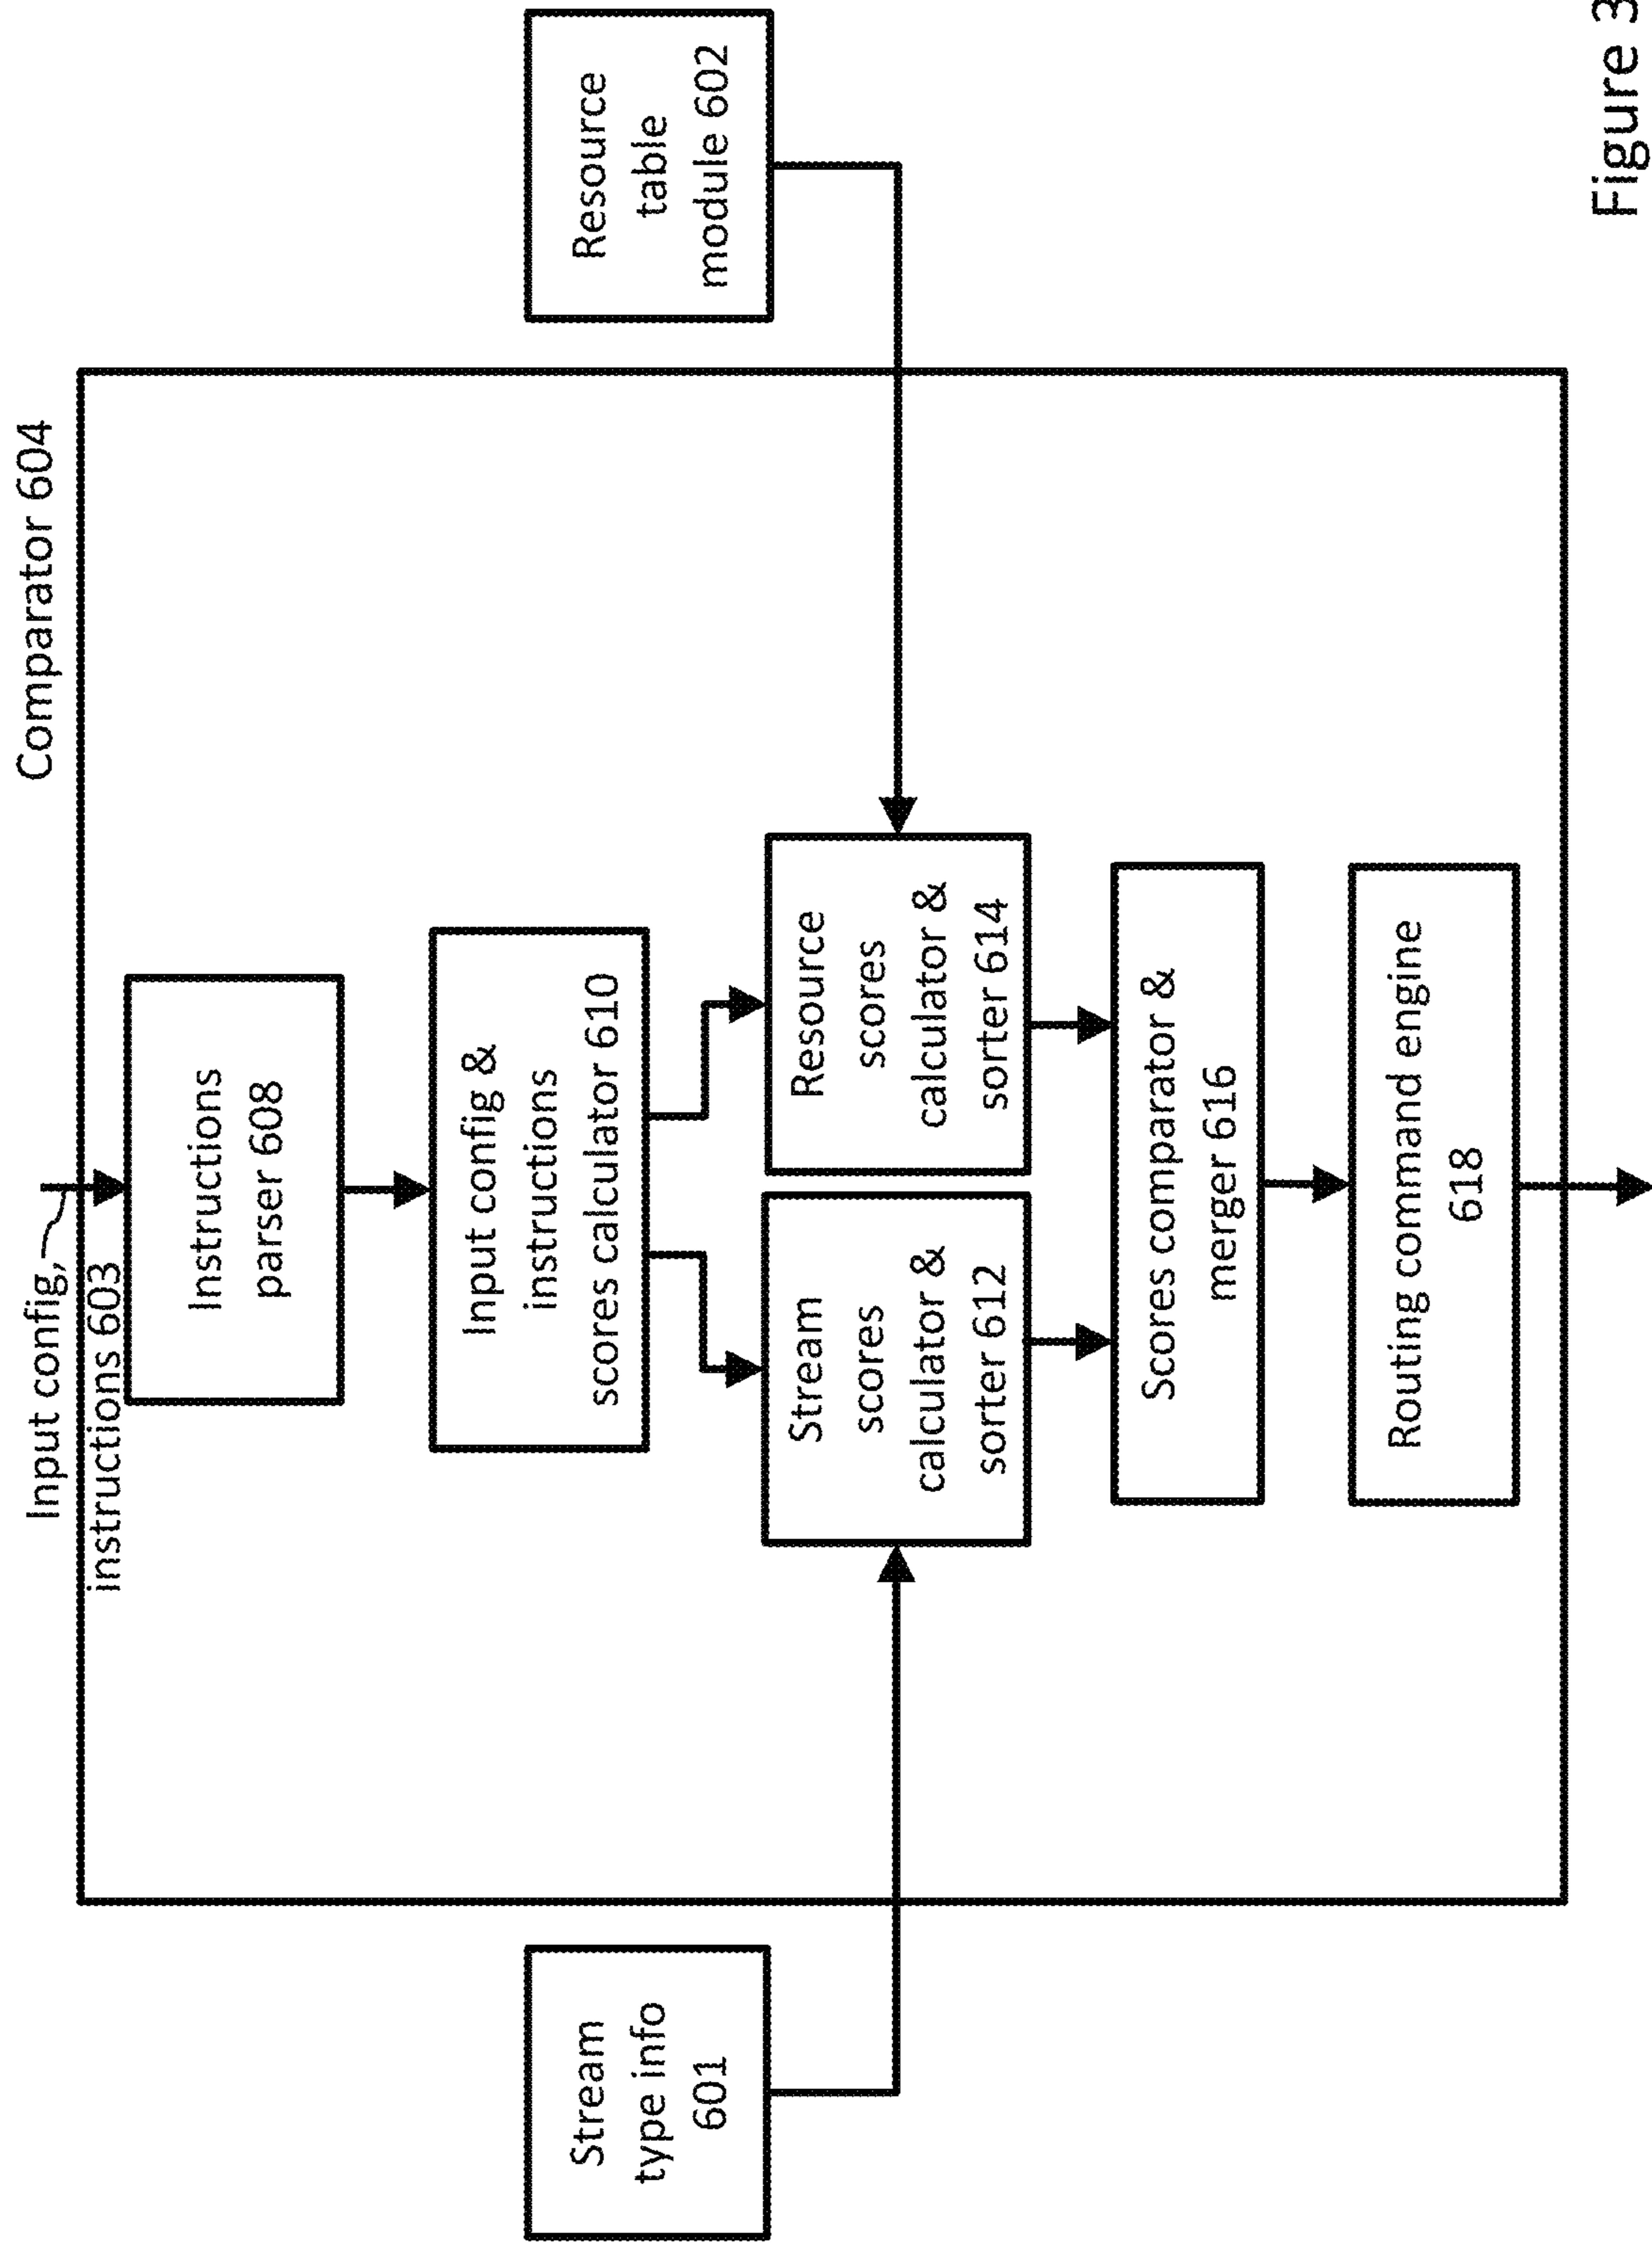 Comparator 604
Input config,
instructions 603
Instructions
parser 608
Input config &
instructions
scores calculator 610
Stream
type info
601
Resource
table
module 602
Stream
scores
calculator &
sorter 612
Resource
scores
calculator &
sorter 614
Scores comparator &
merger 616
Routing command engine
618
Figure 3